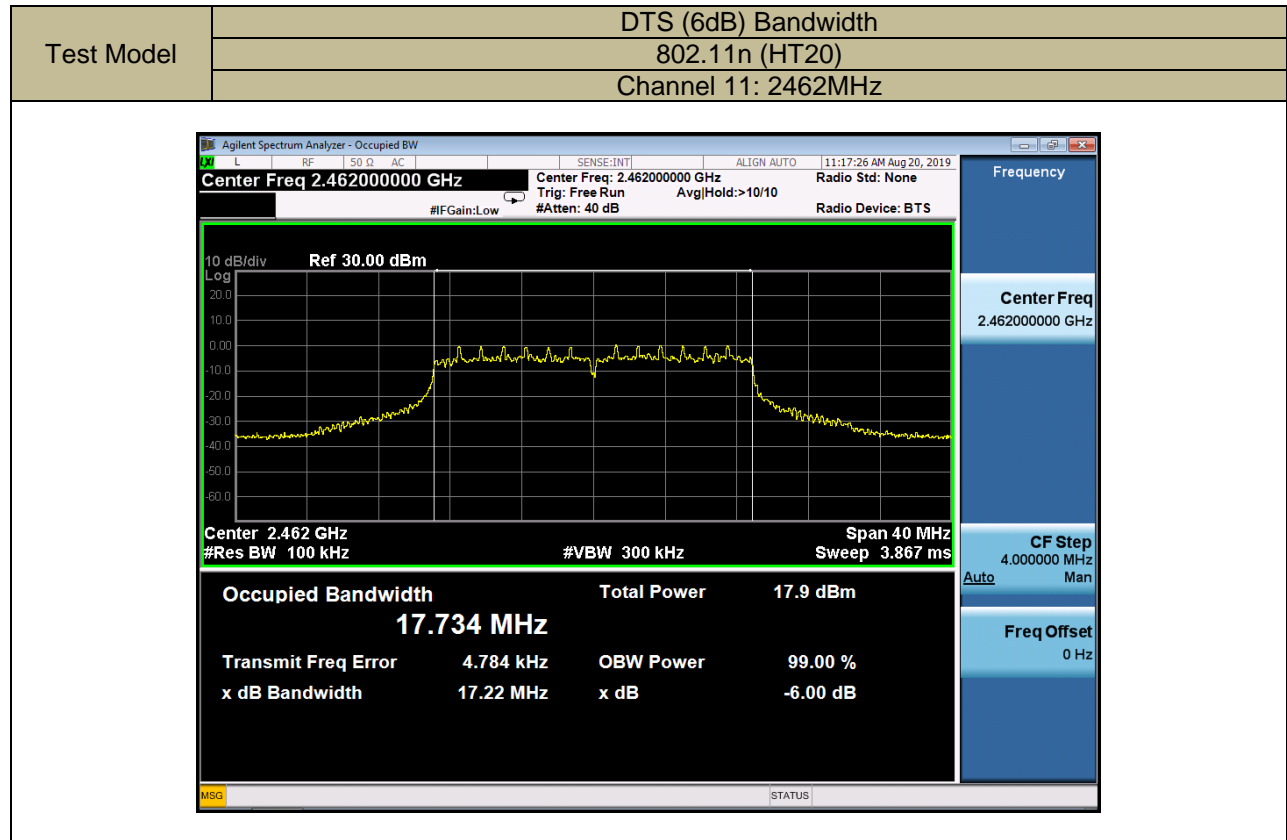 Test Model
DTS (6dB) Bandwidth
802.11n (HT20)
Channel 11: 2462MHz
Agilent Spectrum Analyzer - Occupied BW
LXI L RF 50 Ω AC SENSE:INT ALIGN AUTO 11:17:26 AM Aug 20, 2019
Center Freq 2.462000000 GHz Center Freq: 2.462000000 GHz Radio Std: None
Trig: Free Run Avg|Hold:>10/10
#IFGain:Low #Atten: 40 dB Radio Device: BTS
Frequency
10 dB/div Ref 30.00 dBm
Log
20.0
10.0
0.00
-10.0
-20.0
-30.0
-40.0
-50.0
-60.0
Center 2.462 GHz Span 40 MHz
#Res BW 100 kHz #VBW 300 kHz Sweep 3.867 ms
Occupied Bandwidth Total Power 17.9 dBm
17.734 MHz
Transmit Freq Error 4.784 kHz OBW Power 99.00 %
x dB Bandwidth 17.22 MHz x dB -6.00 dB
Center Freq
2.462000000 GHz
CF Step
4.000000 MHz
Auto Man
Freq Offset
0 Hz
MSG STATUS